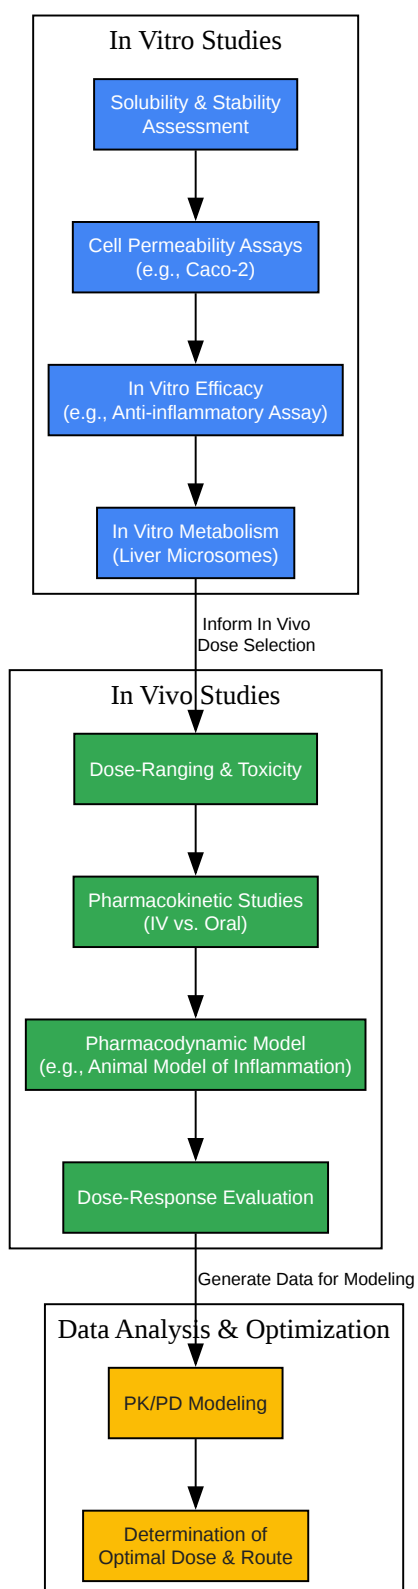 In Vitro Studies
Solubility & Stability
Assessment
Cell Permeability Assays
(e.g., Caco-2)
In Vitro Efficacy
(e.g., Anti-inflammatory Assay)
In Vitro Metabolism
(Liver Microsomes)
Inform In Vivo
Dose Selection
In Vivo Studies
Dose-Ranging & Toxicity
Pharmacokinetic Studies
(IV vs. Oral)
Pharmacodynamic Model
(e.g., Animal Model of Inflammation)
Dose-Response Evaluation
Generate Data for Modeling
Data Analysis & Optimization
PK/PD Modeling
Determination of
Optimal Dose & Route